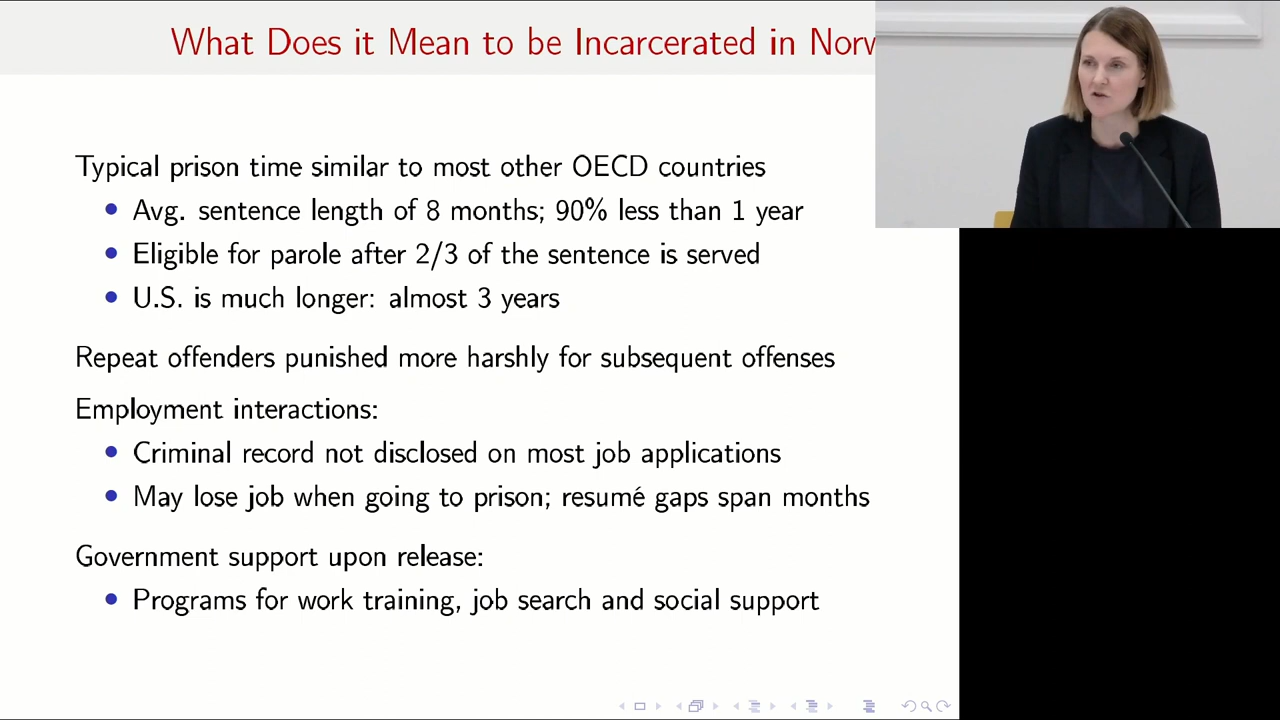 What Does it Mean to be Incarcerated in Norw
Typical prison time similar to most other OECD countries
• Avg. sentence length of 8 months; 90% less than 1 year
• Eligible for parole after 2/3 of the sentence is served
• U.S. is much longer: almost 3 years
Repeat offenders punished more harshly for subsequent offenses
Employment interactions:
• Criminal record not disclosed on most job applications
• May lose job when going to prison; resumé gaps span months
Government support upon release:
• Programs for work training, job search and social support